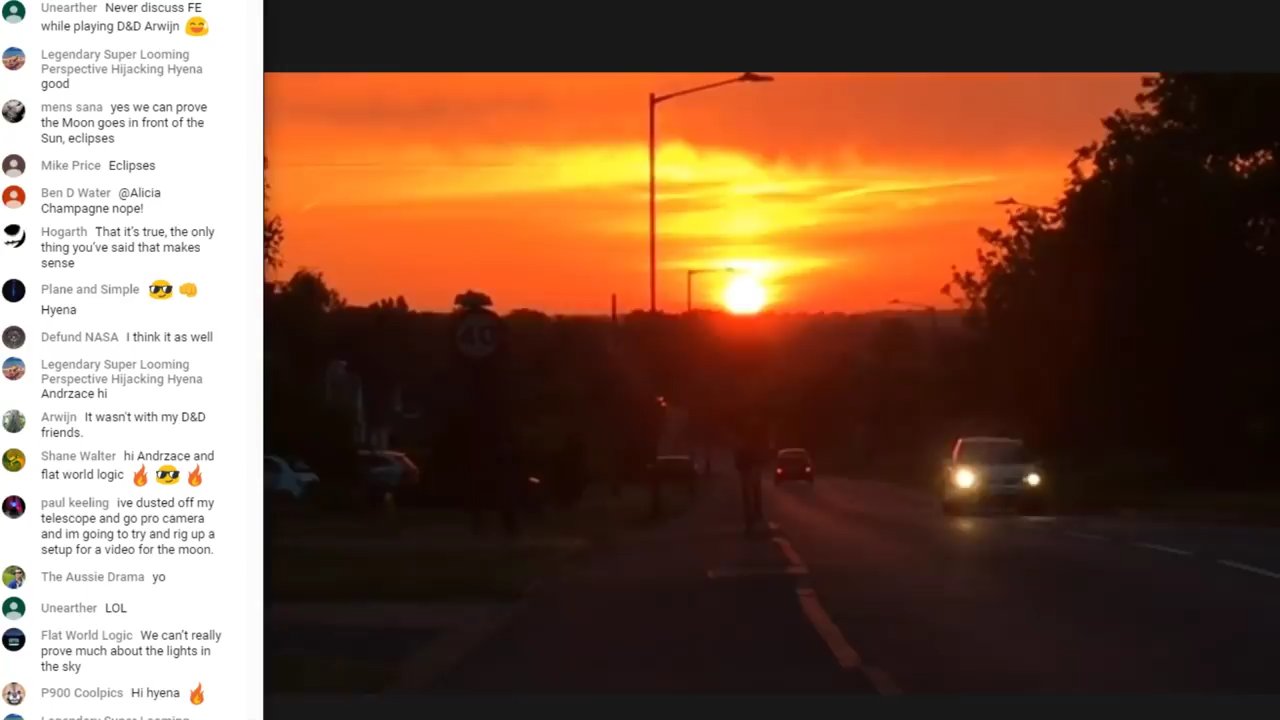 Unearther Never discuss FE
while playing D&D Arwijn
Legendary Super Looming
Perspective Hijacking Hyena
good
mens sana yes we can prove
the Moon goes in front of the
Sun, eclipses
Mike Price Eclipses
Ben D Water @Alicia
Champagne nope!
Hogarth That it's true, the only
thing you've said that makes
sense
Plane and Simple
Hyena
Defund NASA I think it as well
Legendary Super Looming
Perspective Hijacking Hyena
Andrzace hi
Arwijn It wasn't with my D&D
friends.
Shane Walter hi Andrzace and
flat world logic
paul keeling ive dusted off my
telescope and go pro camera
and im going to try and rig up a
setup for a video for the moon.
The Aussie Drama yo
Unearther LOL
Flat World Logic We can't really
prove much about the lights in
the sky
P900 Coolpics Hi hyena
Legendary Super Looming
40